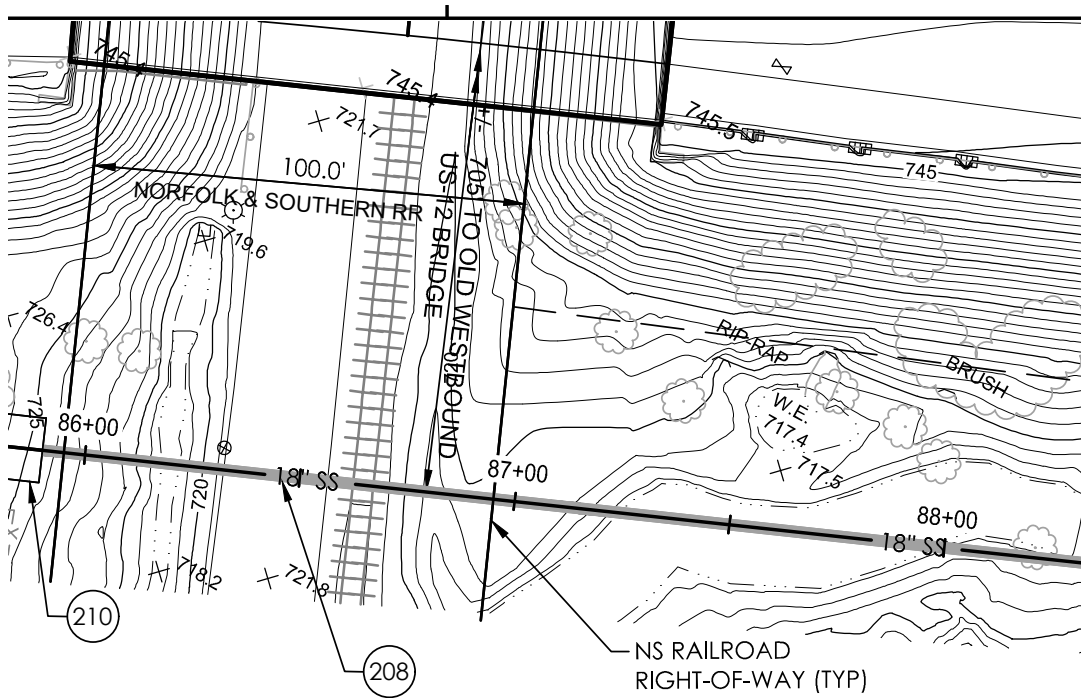 745.4
745.4
745.5
721.7
+/- 705' TO OLD WESTBOUND
US-12 BRIDGE
745
100.0'
NORFOLK & SOUTHERN RR
719.6
726.4
720
RIP-RAP
BRUSH
W.E.
717.4
717.5
725
86+00
87+00
88+00
18" SS
18" SS
720
718.2
721.8
210
208
NS RAILROAD
RIGHT-OF-WAY (TYP)